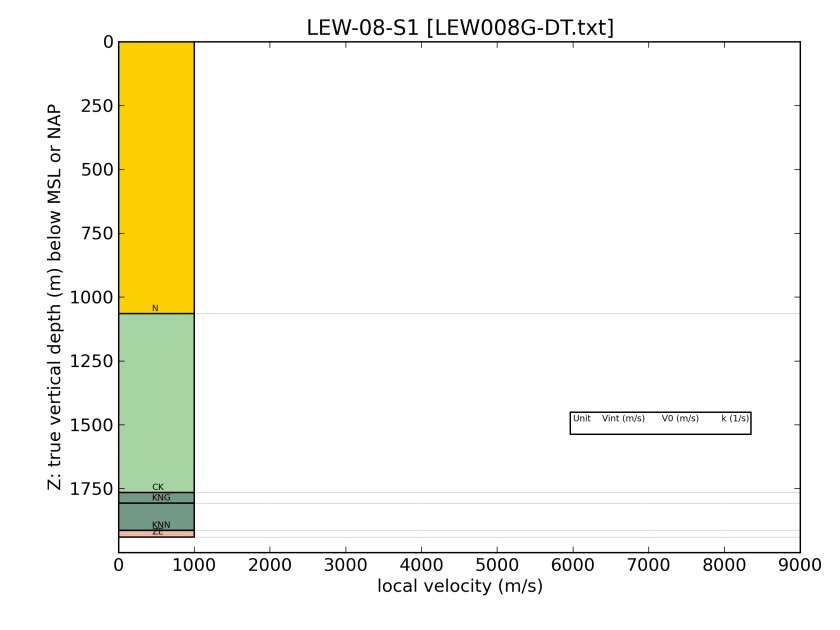 LEW-08-S1 [LEW008G-DT.txt]
Z: true vertical depth (m) below MSL or NAP
0
250
500
750
1000
1250
1500
1750
N
CK
KNG
KNN
ZE
Unit Vint (m/s) V0 (m/s) k (1/s)
0 1000 2000 3000 4000 5000 6000 7000 8000 9000
local velocity (m/s)